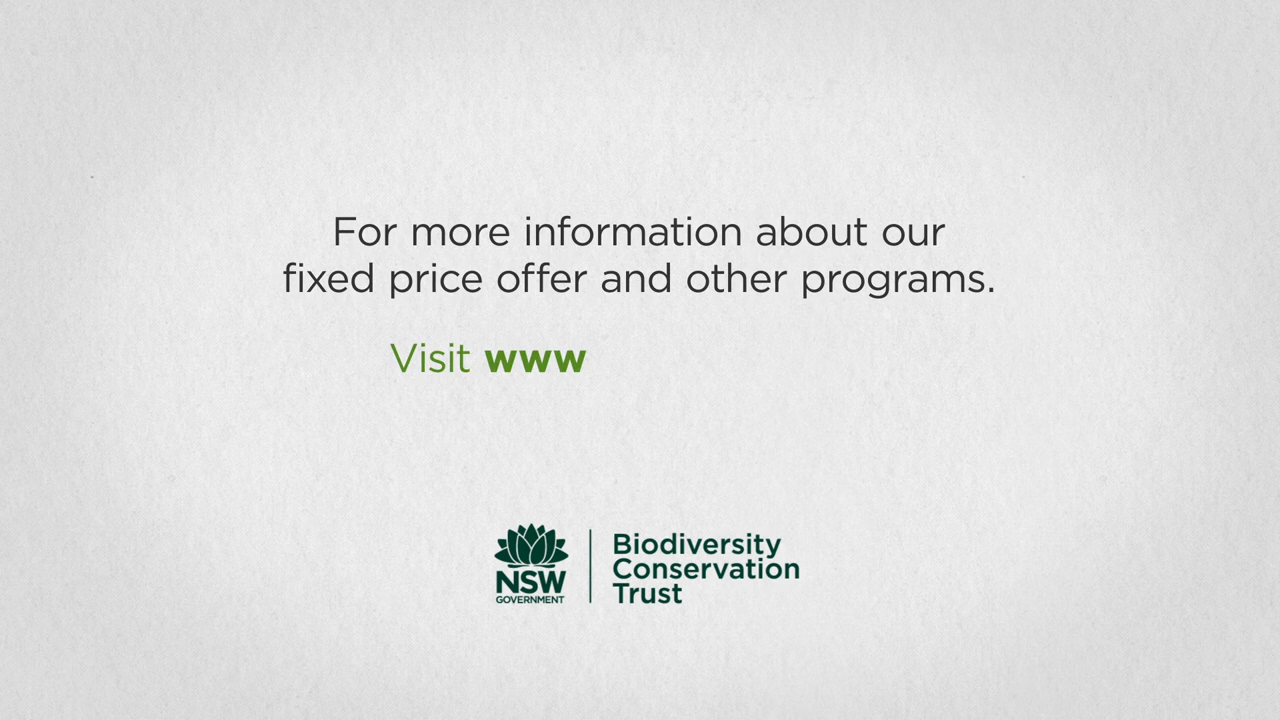 For more information about our
fixed price offer and other programs.
Visit www
NSW
GOVERNMENT
Biodiversity
Conservation
Trust